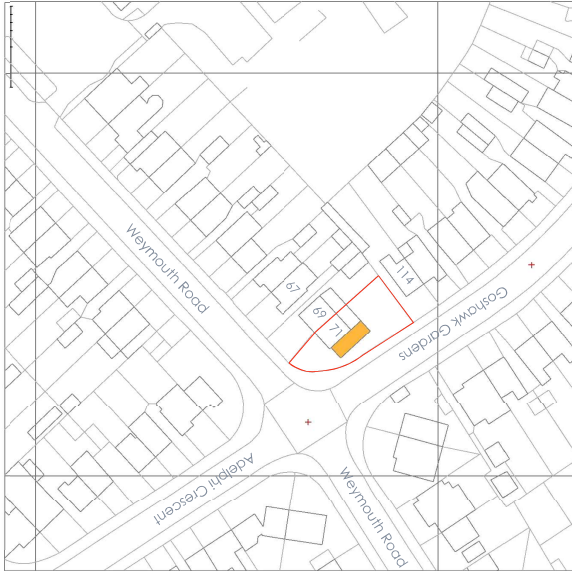 Weymouth Road
67
114
69
71
Goshawk Gardens
Adelphi Crescent
Weymouth Road